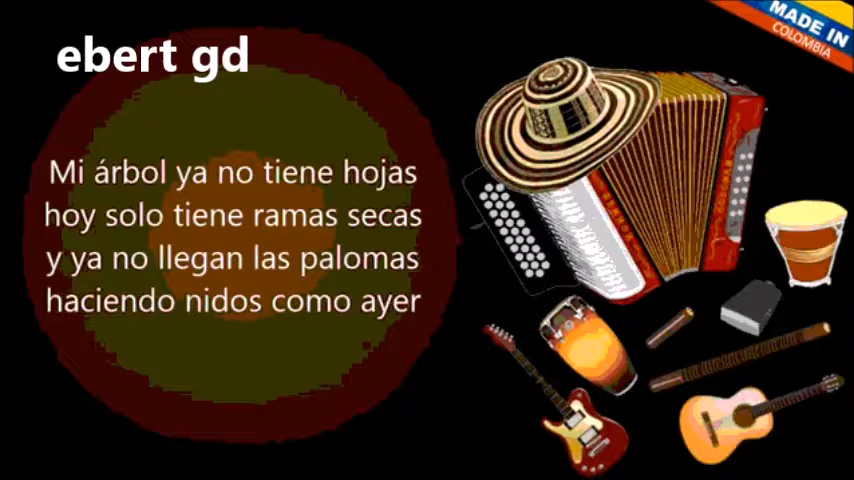 MADE IN
COLOMBIA
ebert gd
Mi árbol ya no tiene hojas
hoy solo tiene ramas secas
y ya no llegan las palomas
haciendo nidos como ayer